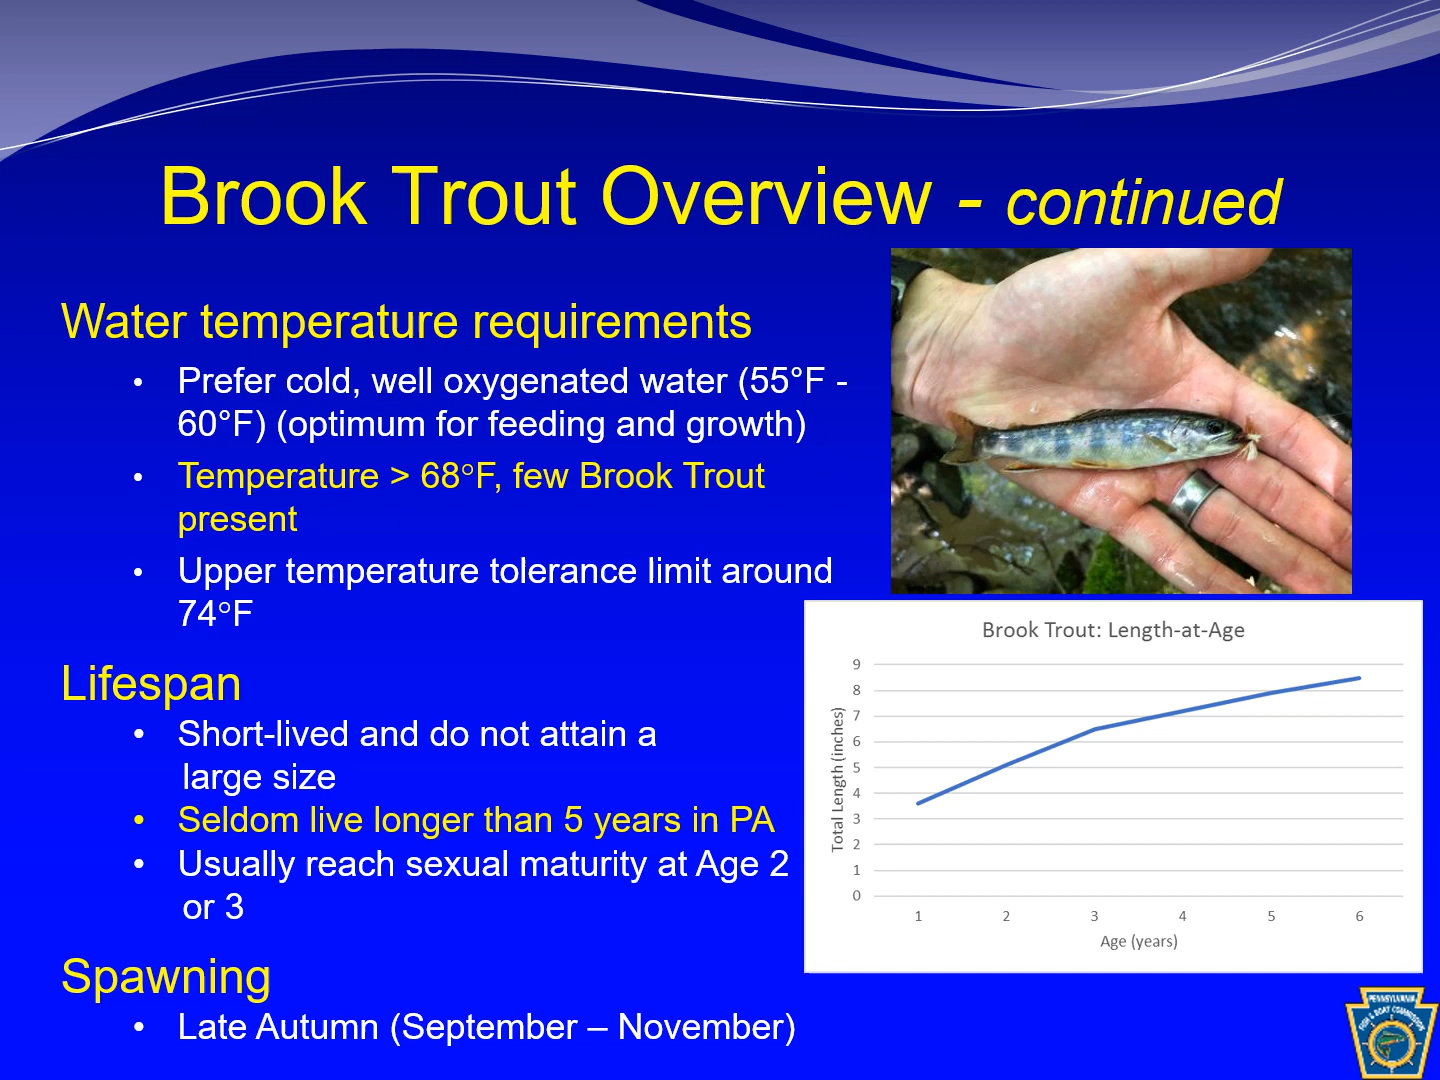 Brook Trout Overview - continued
Water temperature requirements
• Prefer cold, well oxygenated water (55°F -
60°F) (optimum for feeding and growth)
• Temperature > 68°F, few Brook Trout
present
• Upper temperature tolerance limit around
74°F
Lifespan
• Short-lived and do not attain a
large size
• Seldom live longer than 5 years in PA
• Usually reach sexual maturity at Age 2
or 3
Spawning
• Late Autumn (September – November)
Brook Trout: Length-at-Age
Total Length (inches)
9
8
7
6
5
4
3
2
1
0
1 2 3 4 5 6
Age (years)
PENNSYLVANIA
FISH & BOAT COMMISSION